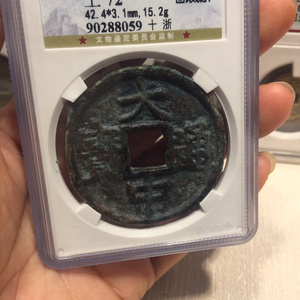 42.4*3.1mm, 15.2g
90288059 十 浙
文物鉴定委员会监制
大
中
通